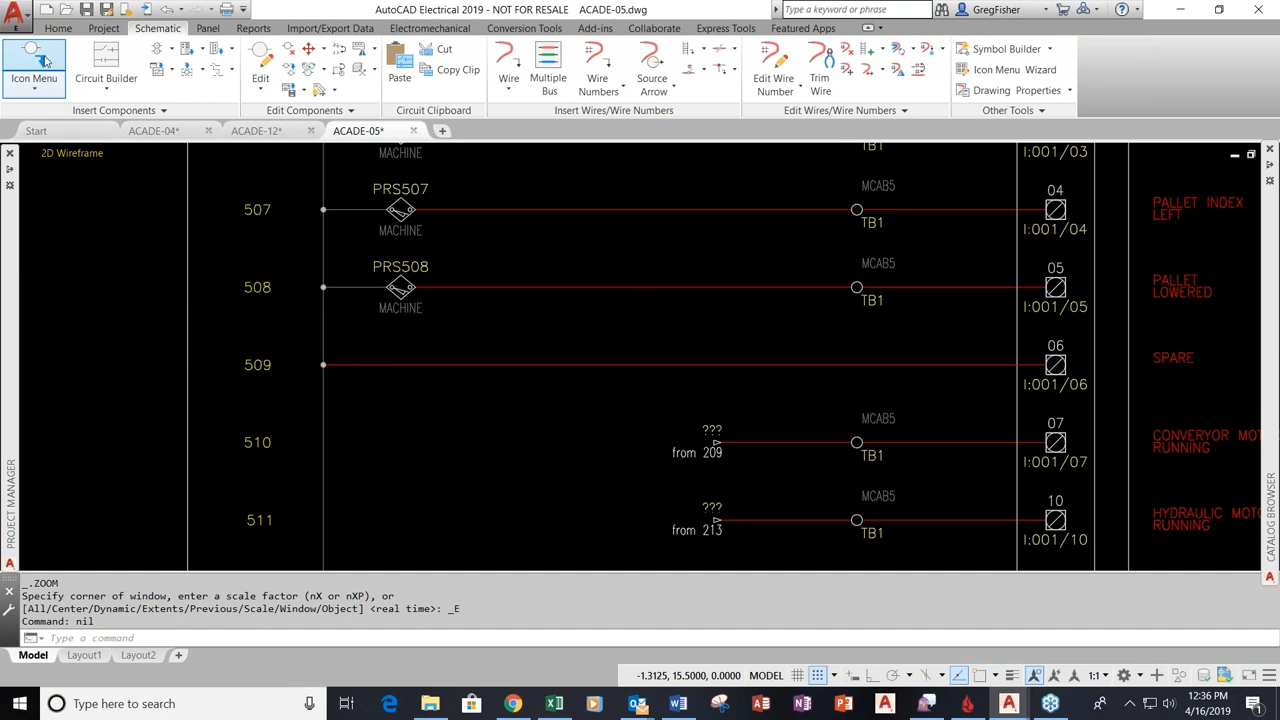 AutoCAD Electrical 2019 - NOT FOR RESALE ACADE-05.dwg
Type a keyword or phrase
GregFisher
Home
Project
Schematic
Panel
Reports
Import/Export Data
Electromechanical
Conversion Tools
Add-ins
Collaborate
Express Tools
Featured Apps
Icon Menu
Circuit Builder
Edit
Paste
Cut
Copy Clip
Wire
Multiple
Bus
Wire
Numbers
Source
Arrow
Edit Wire
Number
Trim
Wire
Symbol Builder
Icon Menu Wizard
Drawing Properties
Insert Components
Edit Components
Circuit Clipboard
Insert Wires/Wire Numbers
Edit Wires/Wire Numbers
Other Tools
Start
ACADE-04*
ACADE-12*
ACADE-05*
2D Wireframe
MACHINE
TB1
I:001/03
507
PRS507
MACHINE
MCAB5
TB1
04
I:001/04
PALLET INDEX
LEFT
508
PRS508
MACHINE
MCAB5
TB1
05
I:001/05
PALLET
LOWERED
509
06
I:001/06
SPARE
510
???
from 209
MCAB5
TB1
07
I:001/07
CONVERYOR MOT
RUNNING
511
???
from 213
MCAB5
TB1
10
I:001/10
HYDRAULIC MOTO
RUNNING
PROJECT MANAGER
CATALOG BROWSER
_.ZOOM
Specify corner of window, enter a scale factor (nX or nXP), or
[All/Center/Dynamic/Extents/Previous/Scale/Window/Object] <real time>: _E
Command: nil
Type a command
Model
Layout1
Layout2
-1.3125, 15.5000, 0.0000
MODEL
1:1
Type here to search
12:36 PM
4/16/2019